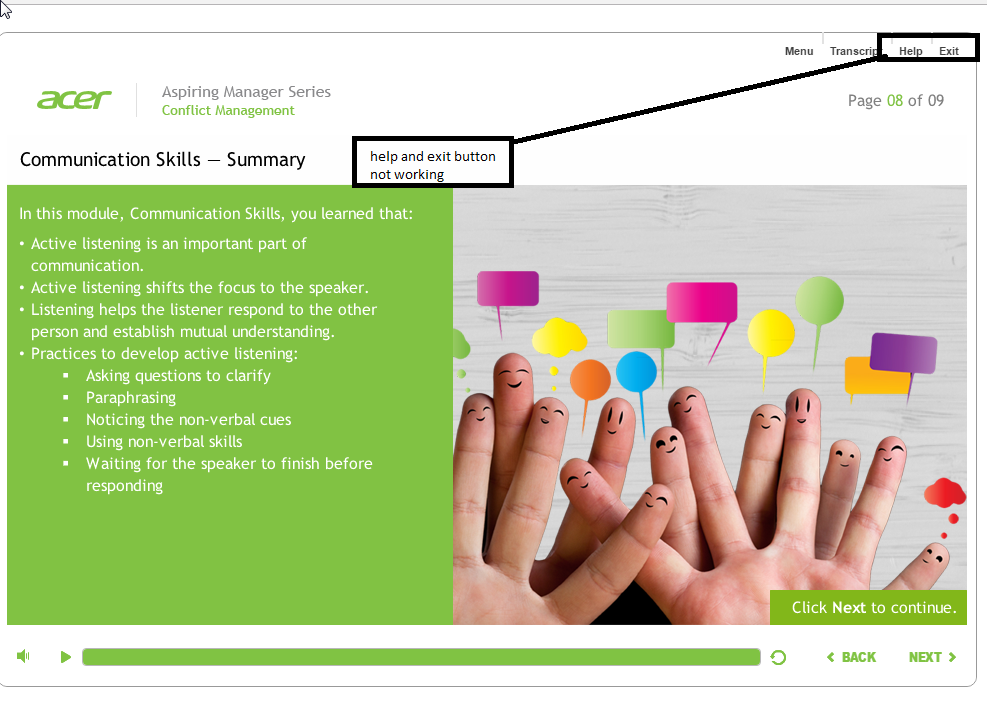 Menu Transcript Help Exit
acer
Aspiring Manager Series
Conflict Management
Page 08 of 09
Communication Skills — Summary
help and exit button
not working
In this module, Communication Skills, you learned that:
• Active listening is an important part of
communication.
• Active listening shifts the focus to the speaker.
• Listening helps the listener respond to the other
person and establish mutual understanding.
• Practices to develop active listening:
▪ Asking questions to clarify
▪ Paraphrasing
▪ Noticing the non-verbal cues
▪ Using non-verbal skills
▪ Waiting for the speaker to finish before
responding
Click Next to continue.
BACK NEXT